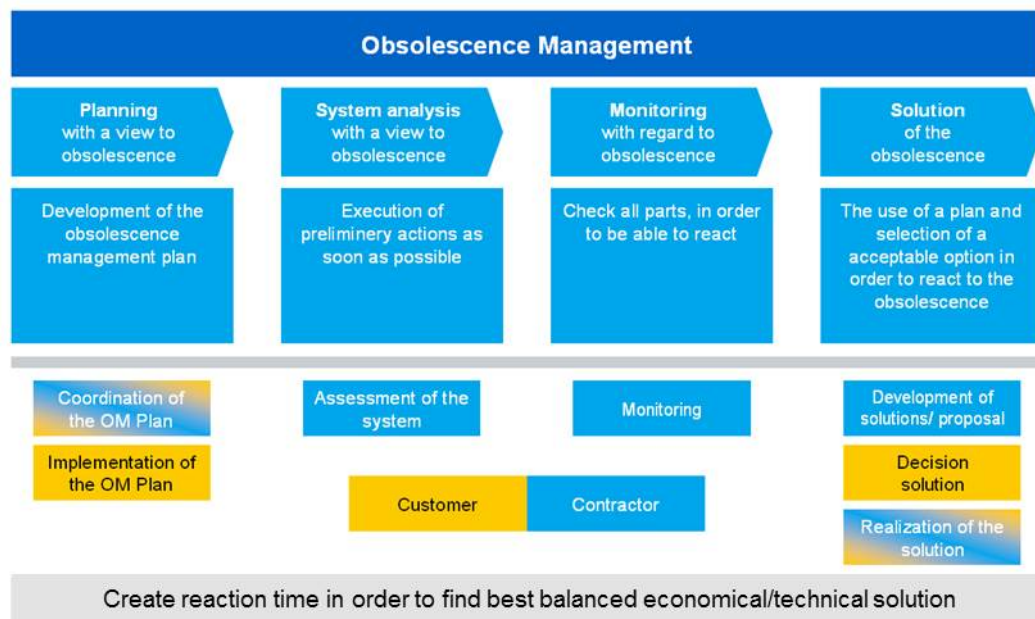 Obsolescence Management
Planning
with a view to
obsolescence
System analysis
with a view to
obsolescence
Monitoring
with regard to
obsolescence
Solution
of the
obsolescence
Development of the
obsolescence
management plan
Execution of
preliminery actions as
soon as possible
Check all parts, in order
to be able to react
The use of a plan and
selection of a
acceptable option in
order to react to the
obsolescence
Coordination of
the OM Plan
Implementation of
the OM Plan
Assessment of the
system
Monitoring
Customer
Contractor
Development of
solutions/ proposal
Decision
solution
Realization of the
solution
Create reaction time in order to find best balanced economical/technical solution